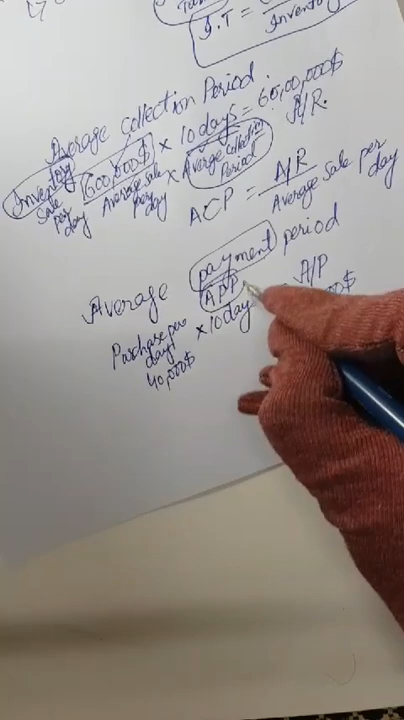 I.T =
Inventory
Average Collection Period.
600,000$ × 10 days = 60,00,000$
Inventory Sale per day
Average sale per day × Average collection Period
A/R.
ACP = A/R
Average Sale per day
Average payment period
APP
A/P
Purchase per day × 10 days
40,000$